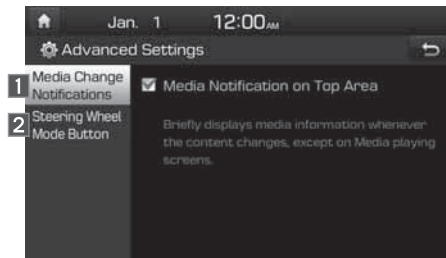 Jan. 1 12:00AM
Advanced Settings
1 Media Change
Notifications
Media Notification on Top Area
2 Steering Wheel
Mode Button
Briefly displays media information whenever
the content changes, except on Media playing
screens.